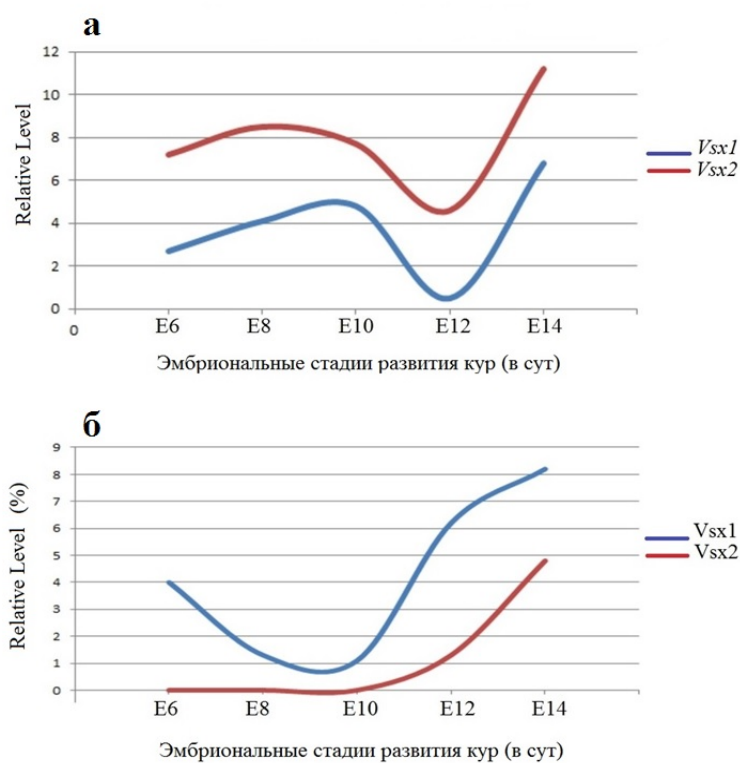 а
12
10
8
6
4
2
0
0
Relative Level
E6 E8 E10 E12 E14
Эмбриональные стадии развития кур (в сут)
Vsx1
Vsx2
б
9
8
7
6
5
4
3
2
1
0
Relative Level (%)
E6 E8 E10 E12 E14
Эмбриональные стадии развития кур (в сут)
Vsx1
Vsx2